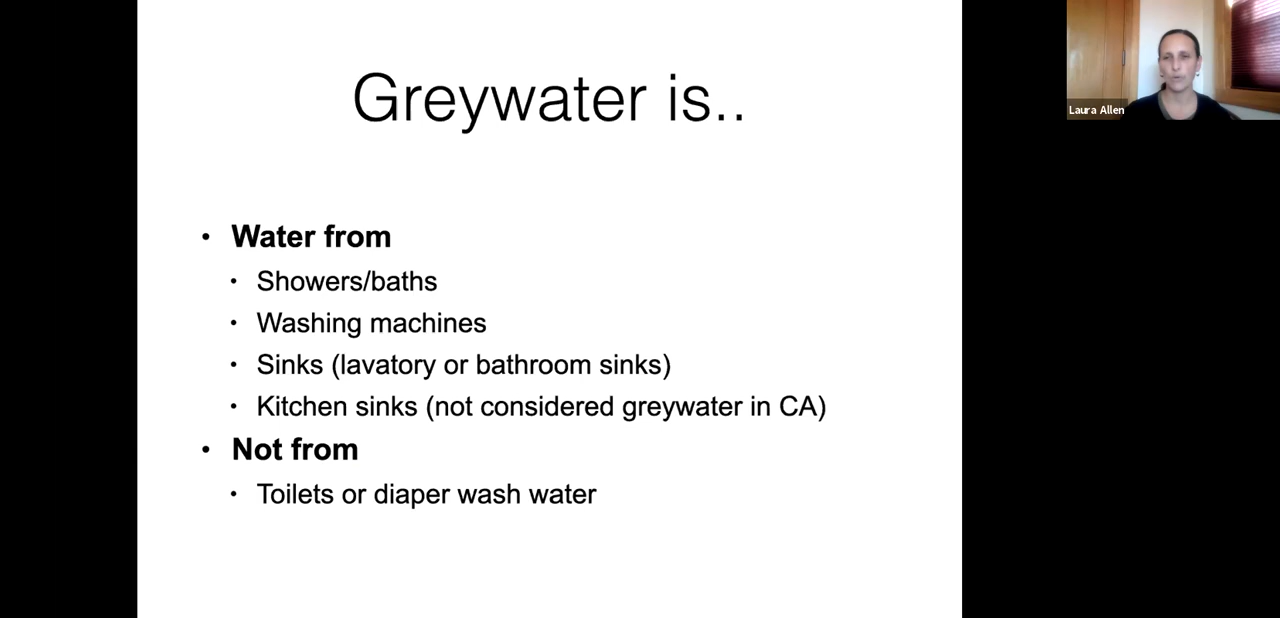 Greywater is..
Laura Allen
• Water from
• Showers/baths
• Washing machines
• Sinks (lavatory or bathroom sinks)
• Kitchen sinks (not considered greywater in CA)
• Not from
• Toilets or diaper wash water